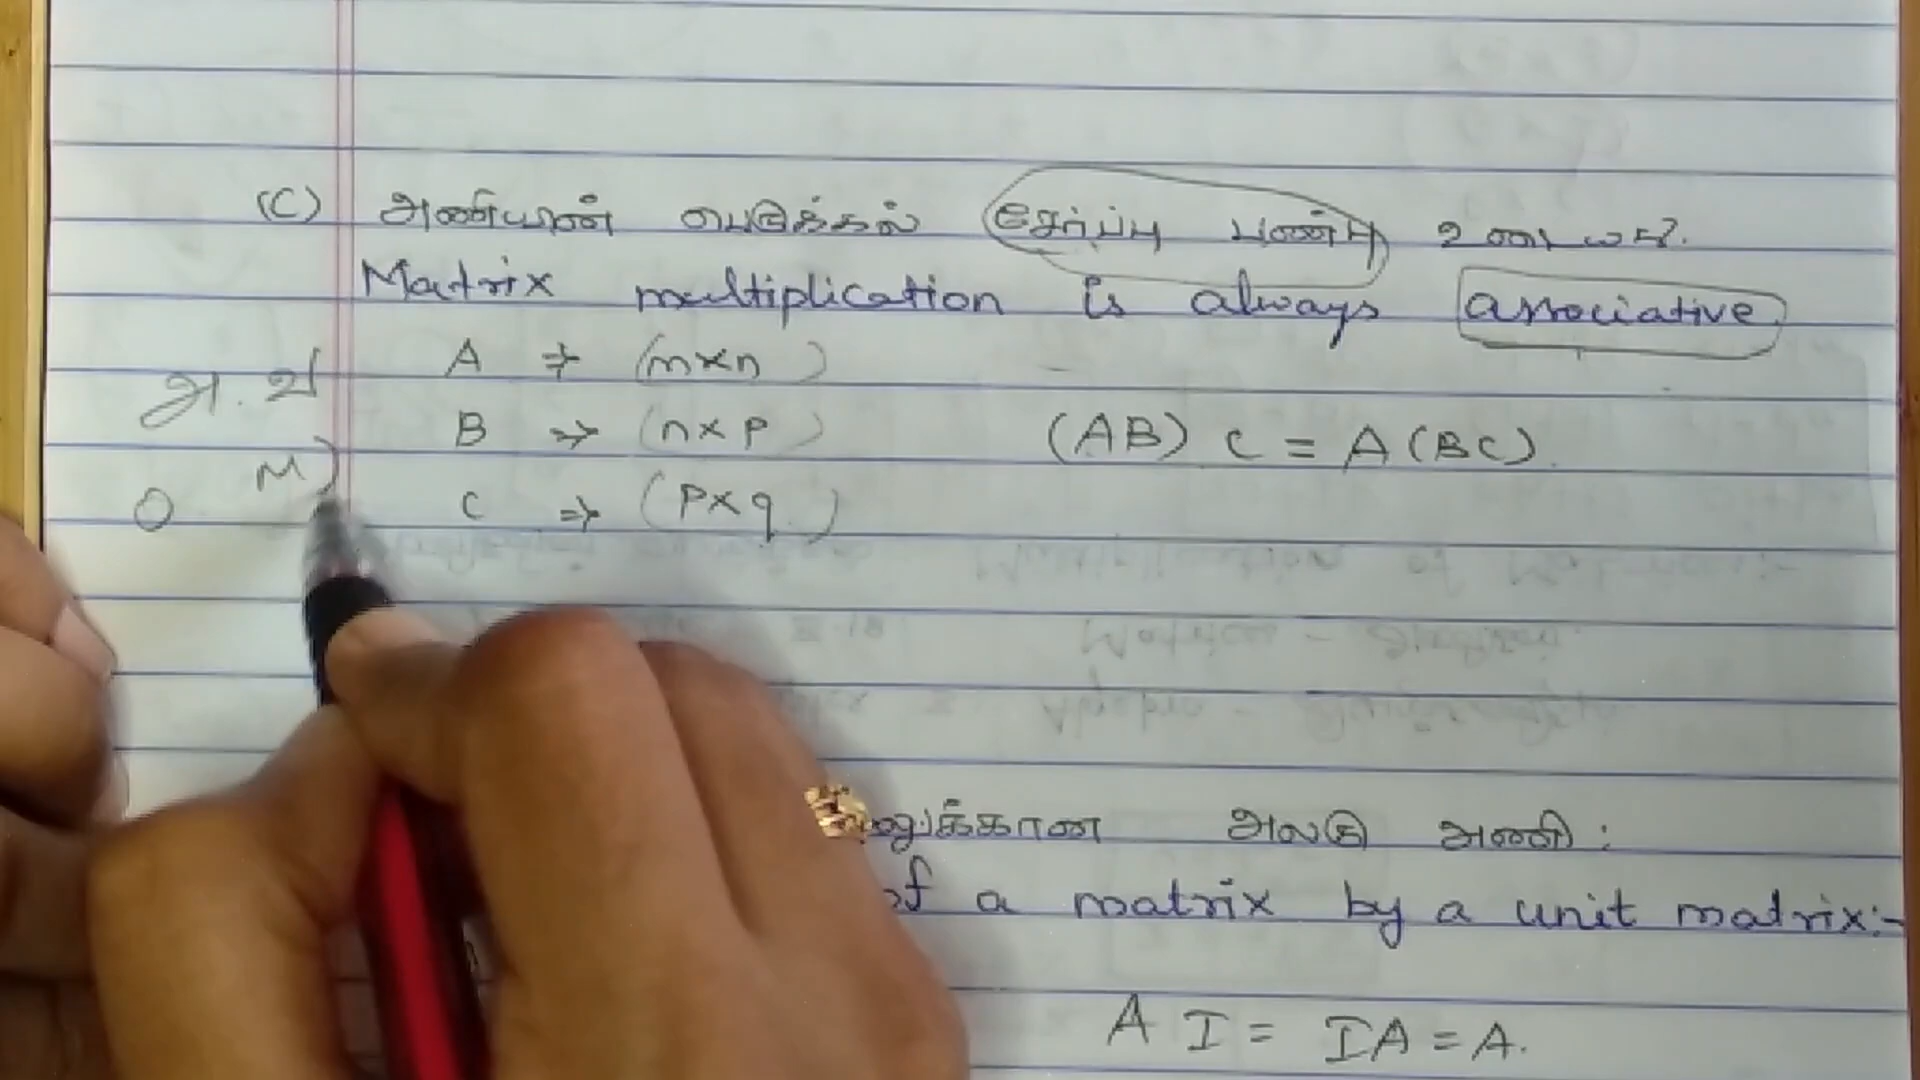 (C) அணியான் பெருக்கல் சேர்ப்பு பண்பு உடையது.
Matrix multiplication is always associative
A ⇒ (m×n)
B ⇒ (n×p) (AB) C = A(BC).
C ⇒ (p×q)
அ. வ
O M)
லுக்கான அலகு அணி :
of a matrix by a unit matrix:-
A I = IA = A.